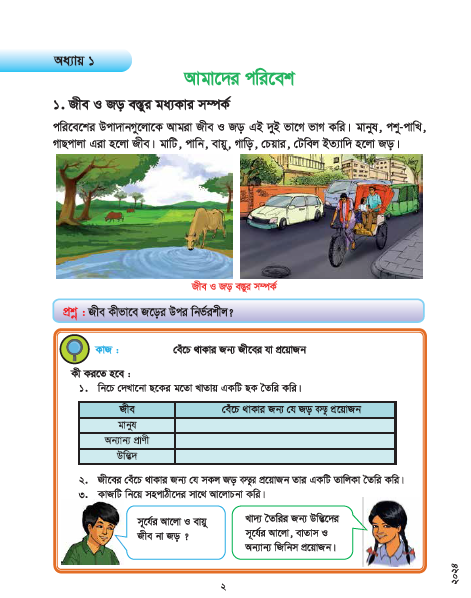 অধ্যায় ১
আমাদের পরিবেশ
১. জীব ও জড় বস্তুর মধ্যকার সম্পর্ক
পরিবেশের উপাদানগুলোকে আমরা জীব ও জড় এই দুই ভাগে ভাগ করি। মানুষ, পশু-পাখি,
গাছপালা এরা হলো জীব। মাটি, পানি, বায়ু, গাড়ি, চেয়ার, টেবিল ইত্যাদি হলো জড়।
জীব ও জড় বস্তুর সম্পর্ক
প্রশ্ন : জীব কীভাবে জড়ের উপর নির্ভরশীল?
কাজ : বেঁচে থাকার জন্য জীবের যা প্রয়োজন
কী করতে হবে :
১. নিচে দেখানো ছকের মতো খাতায় একটি ছক তৈরি করি।
জীব বেঁচে থাকার জন্য যে জড় বস্তু প্রয়োজন
মানুষ
অন্যান্য প্রাণী
উদ্ভিদ
২. জীবের বেঁচে থাকার জন্য যে সকল জড় বস্তুর প্রয়োজন তার একটি তালিকা তৈরি করি।
৩. কাজটি নিয়ে সহপাঠীদের সাথে আলোচনা করি।
সূর্যের আলো ও বায়ু
জীব না জড় ?
খাদ্য তৈরির জন্য উদ্ভিদের
সূর্যের আলো, বাতাস ও
অন্যান্য জিনিস প্রয়োজন।
২
২০২৪